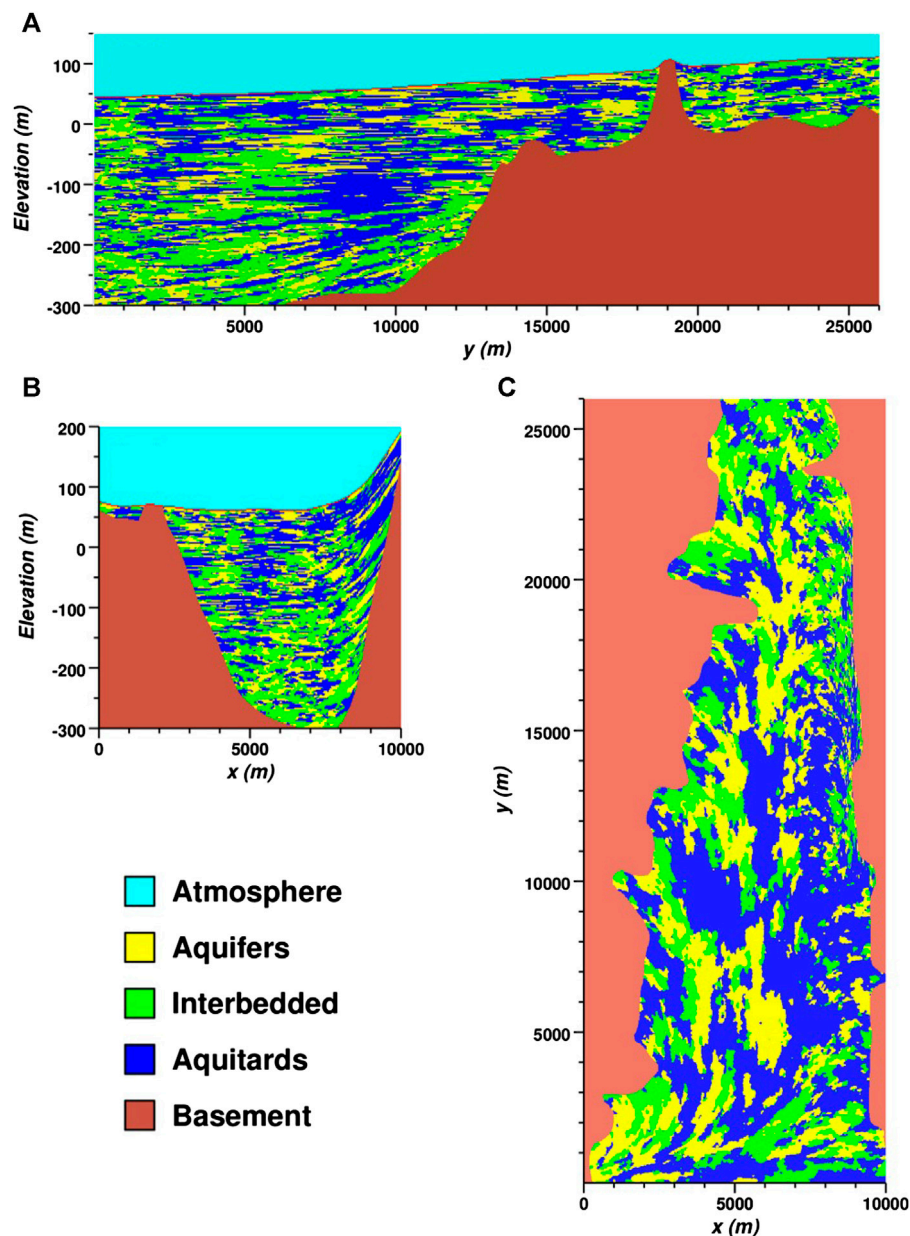 A
100
0
-100
-200
-300
Elevation (m)
5000
10000
15000
20000
25000
y (m)
B
200
100
0
-100
-200
-300
Elevation (m)
0
5000
10000
x (m)
C
25000
20000
15000
10000
5000
y (m)
0
5000
10000
x (m)
Atmosphere
Aquifers
Interbedded
Aquitards
Basement